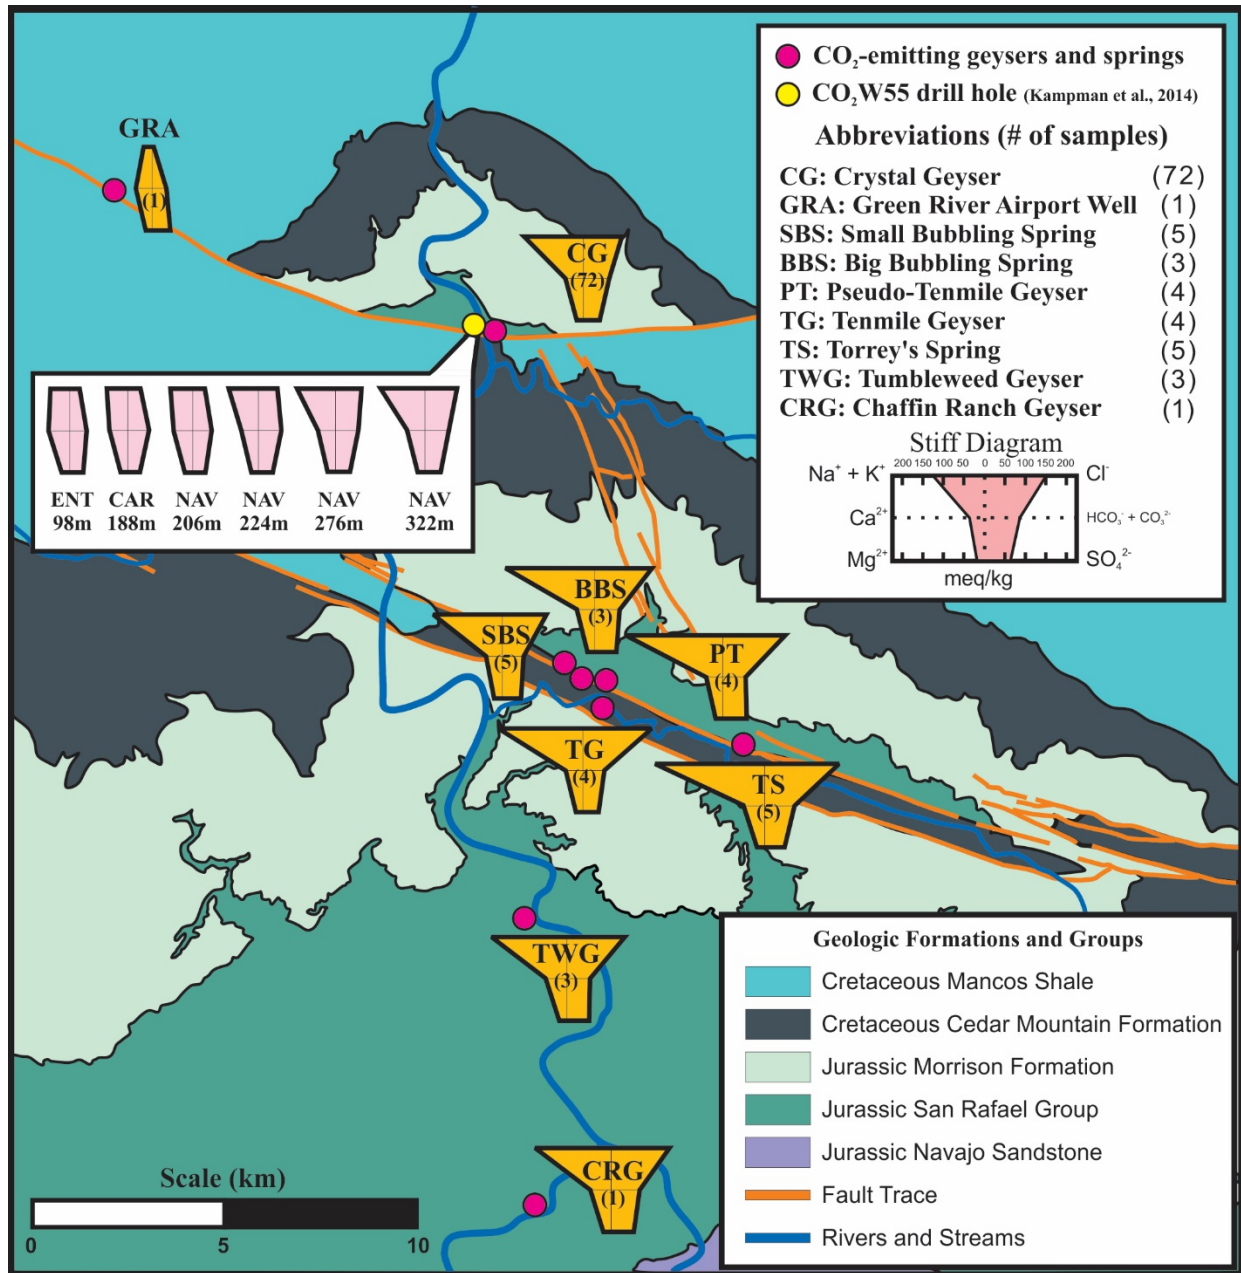 CO₂-emitting geysers and springs
CO₂W55 drill hole (Kampman et al., 2014)
Abbreviations (# of samples)
CG: Crystal Geyser (72)
GRA: Green River Airport Well (1)
SBS: Small Bubbling Spring (5)
BBS: Big Bubbling Spring (3)
PT: Pseudo-Tenmile Geyser (4)
TG: Tenmile Geyser (4)
TS: Torrey's Spring (5)
TWG: Tumbleweed Geyser (3)
CRG: Chaffin Ranch Geyser (1)
Stiff Diagram
200 150 100 50 0 50 100 150 200
Na⁺ + K⁺ Cl⁻
Ca²⁺ HCO₃⁻ + CO₃²⁻
Mg²⁺ SO₄²⁻
meq/kg
GRA
(1)
CG
(72)
ENT CAR NAV NAV NAV NAV
98m 188m 206m 224m 276m 322m
BBS
(3)
SBS
(5)
PT
(4)
TG
(4)
TS
(5)
TWG
(3)
CRG
(1)
Scale (km)
0 5 10
Geologic Formations and Groups
Cretaceous Mancos Shale
Cretaceous Cedar Mountain Formation
Jurassic Morrison Formation
Jurassic San Rafael Group
Jurassic Navajo Sandstone
Fault Trace
Rivers and Streams